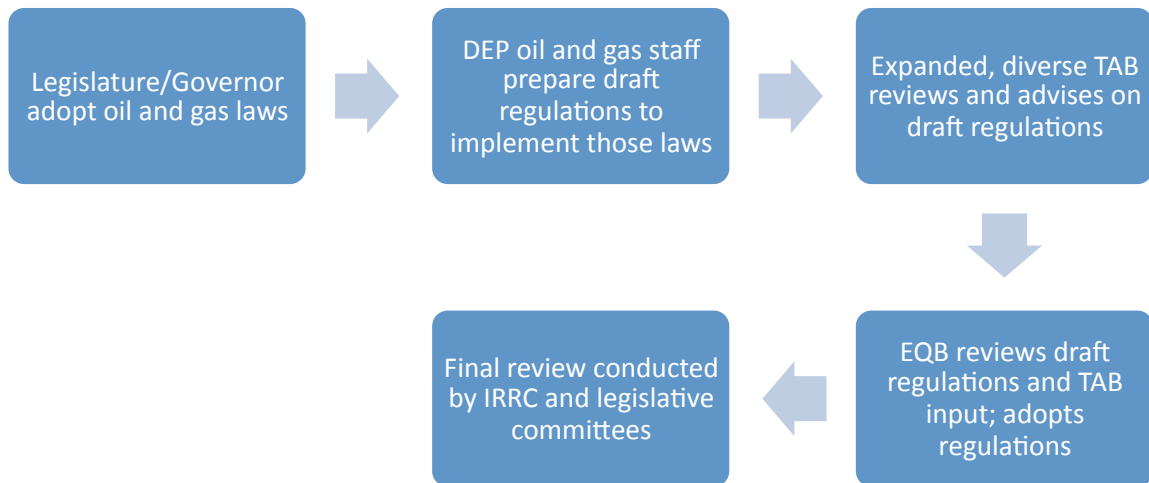 Legislature/Governor
adopt oil and gas laws
DEP oil and gas staff
prepare draft
regulations to
implement those laws
Expanded, diverse TAB
reviews and advises on
draft regulations
EQB reviews draft
regulations and TAB
input; adopts
regulations
Final review conducted
by IRRC and legislative
committees